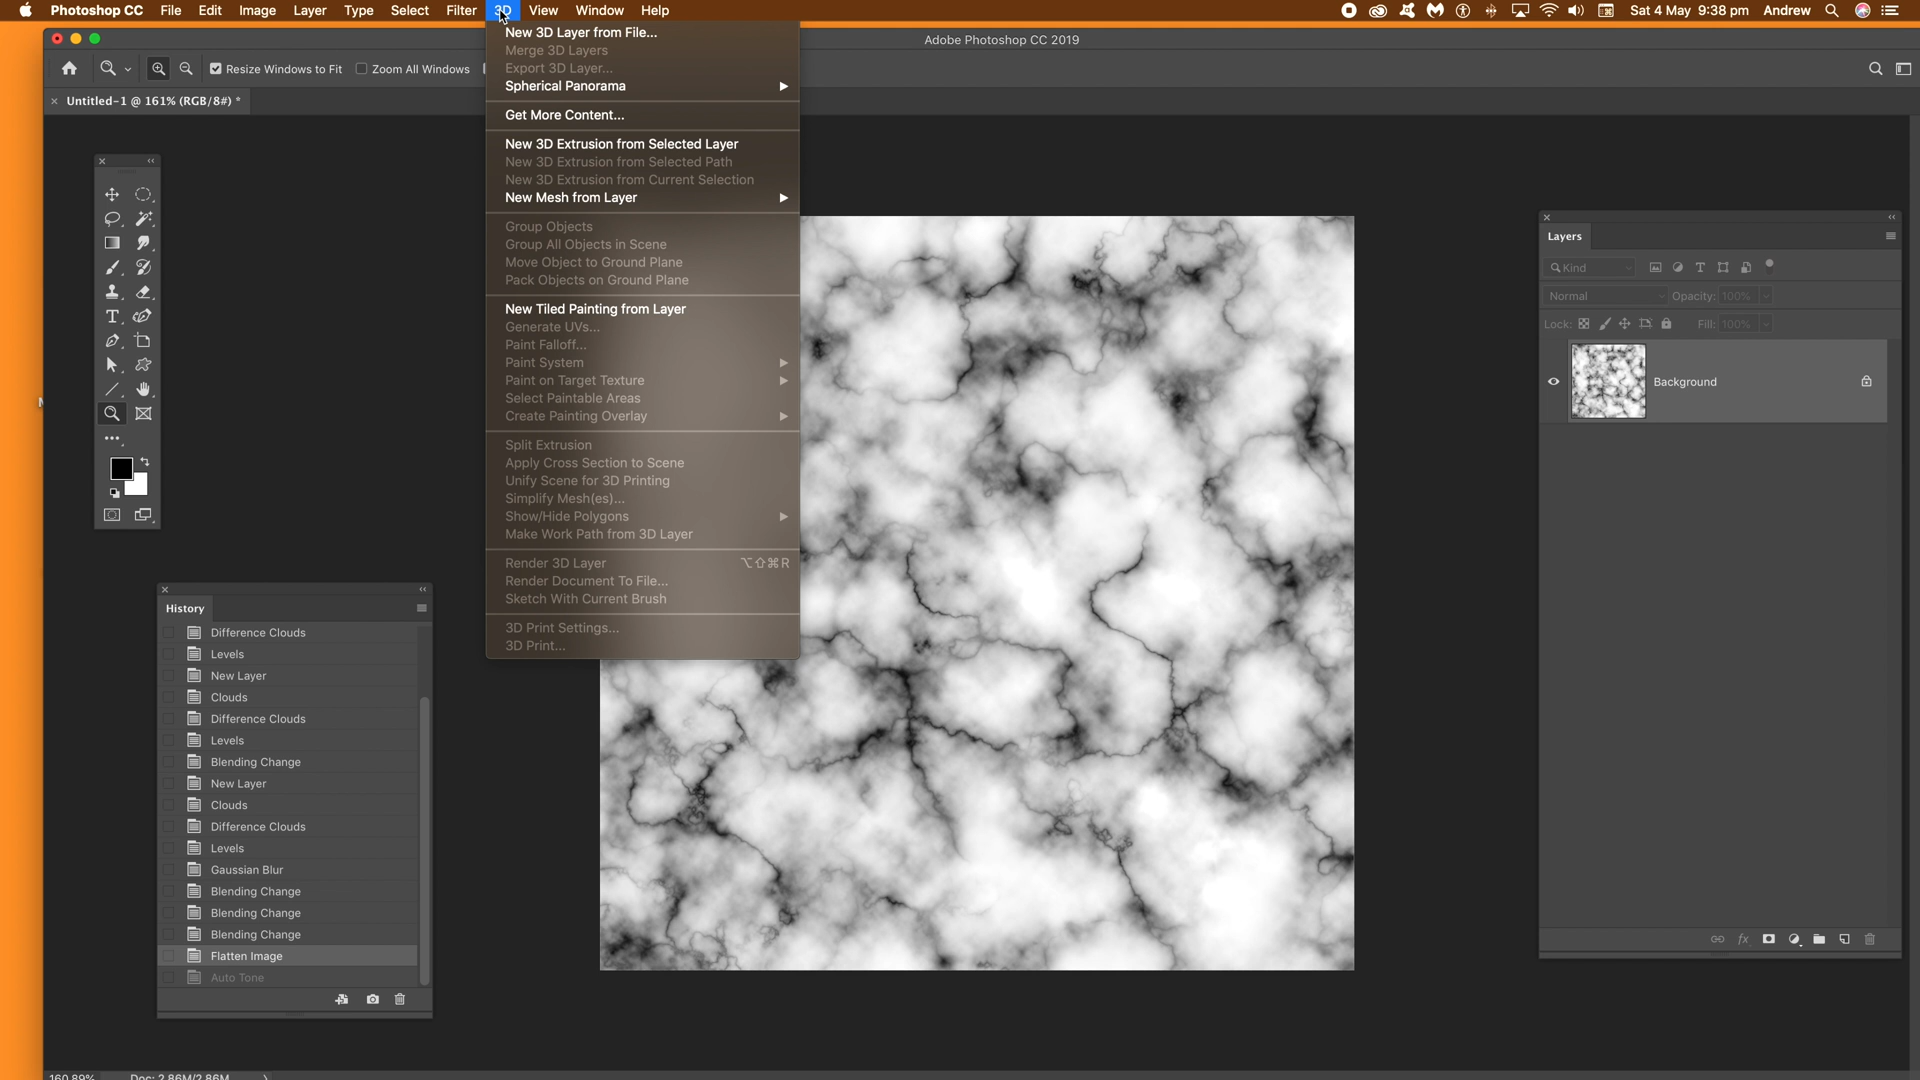 Photoshop CC File Edit Image Layer Type Select Filter 3D View Window Help Sat 4 May 9:38 pm Andrew
Adobe Photoshop CC 2019
Resize Windows to Fit Zoom All Windows
× Untitled-1 @ 161% (RGB/8#) *
New 3D Layer from File...
Merge 3D Layers
Export 3D Layer...
Spherical Panorama
Get More Content...
New 3D Extrusion from Selected Layer
New 3D Extrusion from Selected Path
New 3D Extrusion from Current Selection
New Mesh from Layer
Group Objects
Group All Objects in Scene
Move Object to Ground Plane
Pack Objects on Ground Plane
New Tiled Painting from Layer
Generate UVs...
Paint Falloff...
Paint System
Paint on Target Texture
Select Paintable Areas
Create Painting Overlay
Split Extrusion
Apply Cross Section to Scene
Unify Scene for 3D Printing
Simplify Mesh(es)...
Show/Hide Polygons
Make Work Path from 3D Layer
Render 3D Layer ⌥⇧⌘R
Render Document To File...
Sketch With Current Brush
3D Print Settings...
3D Print...
History
Difference Clouds
Levels
New Layer
Clouds
Difference Clouds
Levels
Blending Change
New Layer
Clouds
Difference Clouds
Levels
Gaussian Blur
Blending Change
Blending Change
Blending Change
Flatten Image
Auto Tone
Layers
Kind
Normal Opacity: 100%
Lock: Fill: 100%
Background
160.89% Doc: 2.86M/2.86M